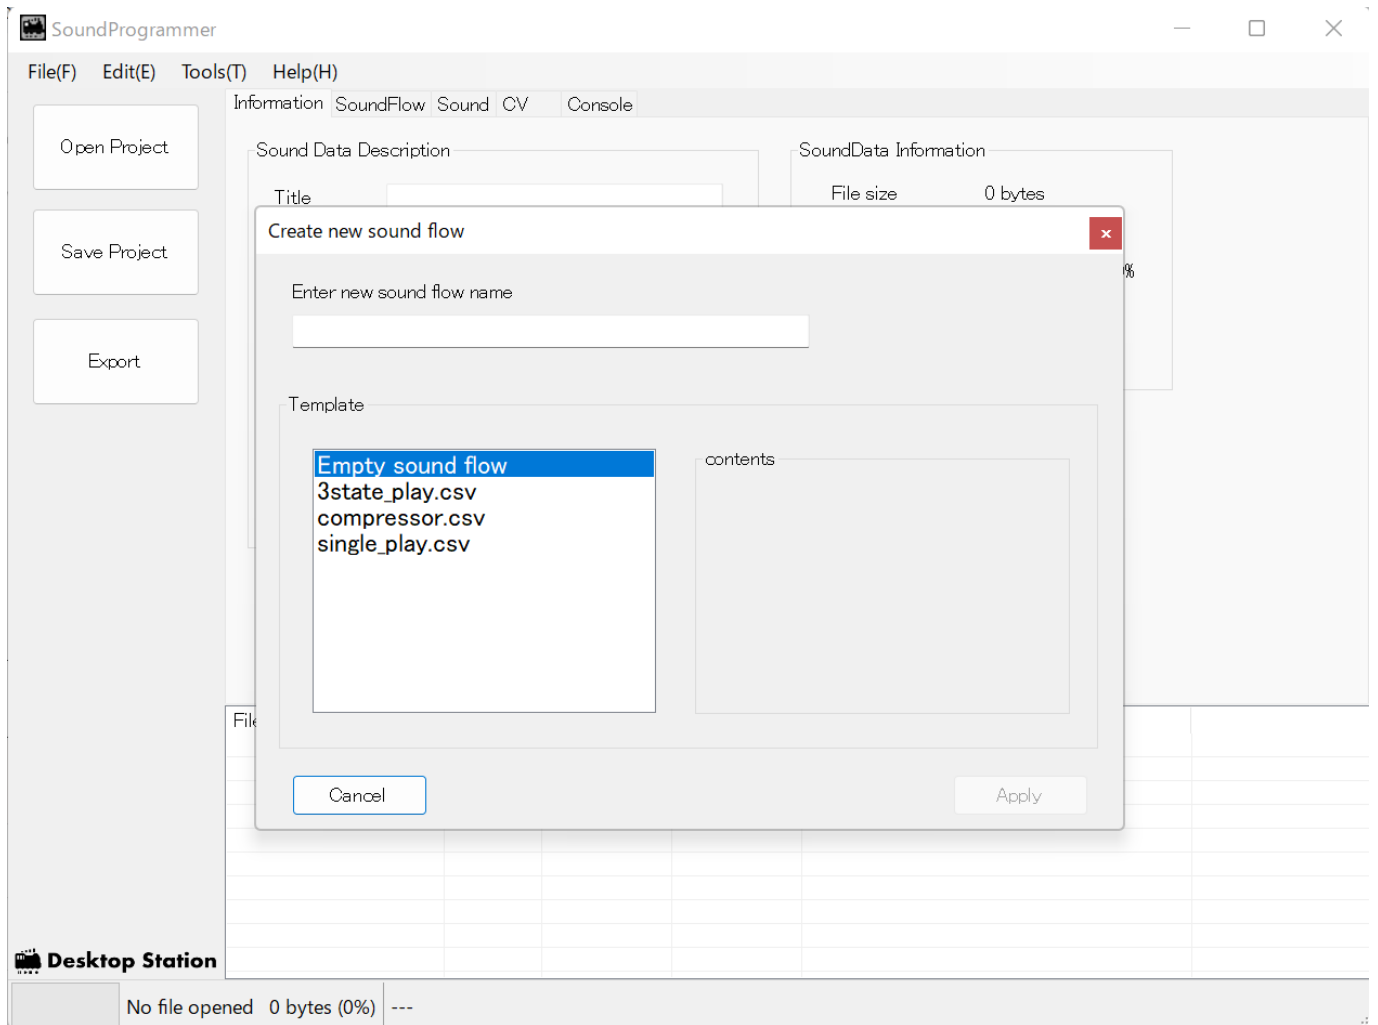 SoundProgrammer
File(F) Edit(E) Tools(T) Help(H)
Information SoundFlow Sound CV Console
Open Project
Save Project
Export
Sound Data Description
Title
SoundData Information
File size 0 bytes
%
Create new sound flow
x
Enter new sound flow name
Template
Empty sound flow
3state_play.csv
compressor.csv
single_play.csv
contents
Cancel
Apply
File
Desktop Station
No file opened 0 bytes (0%) ---